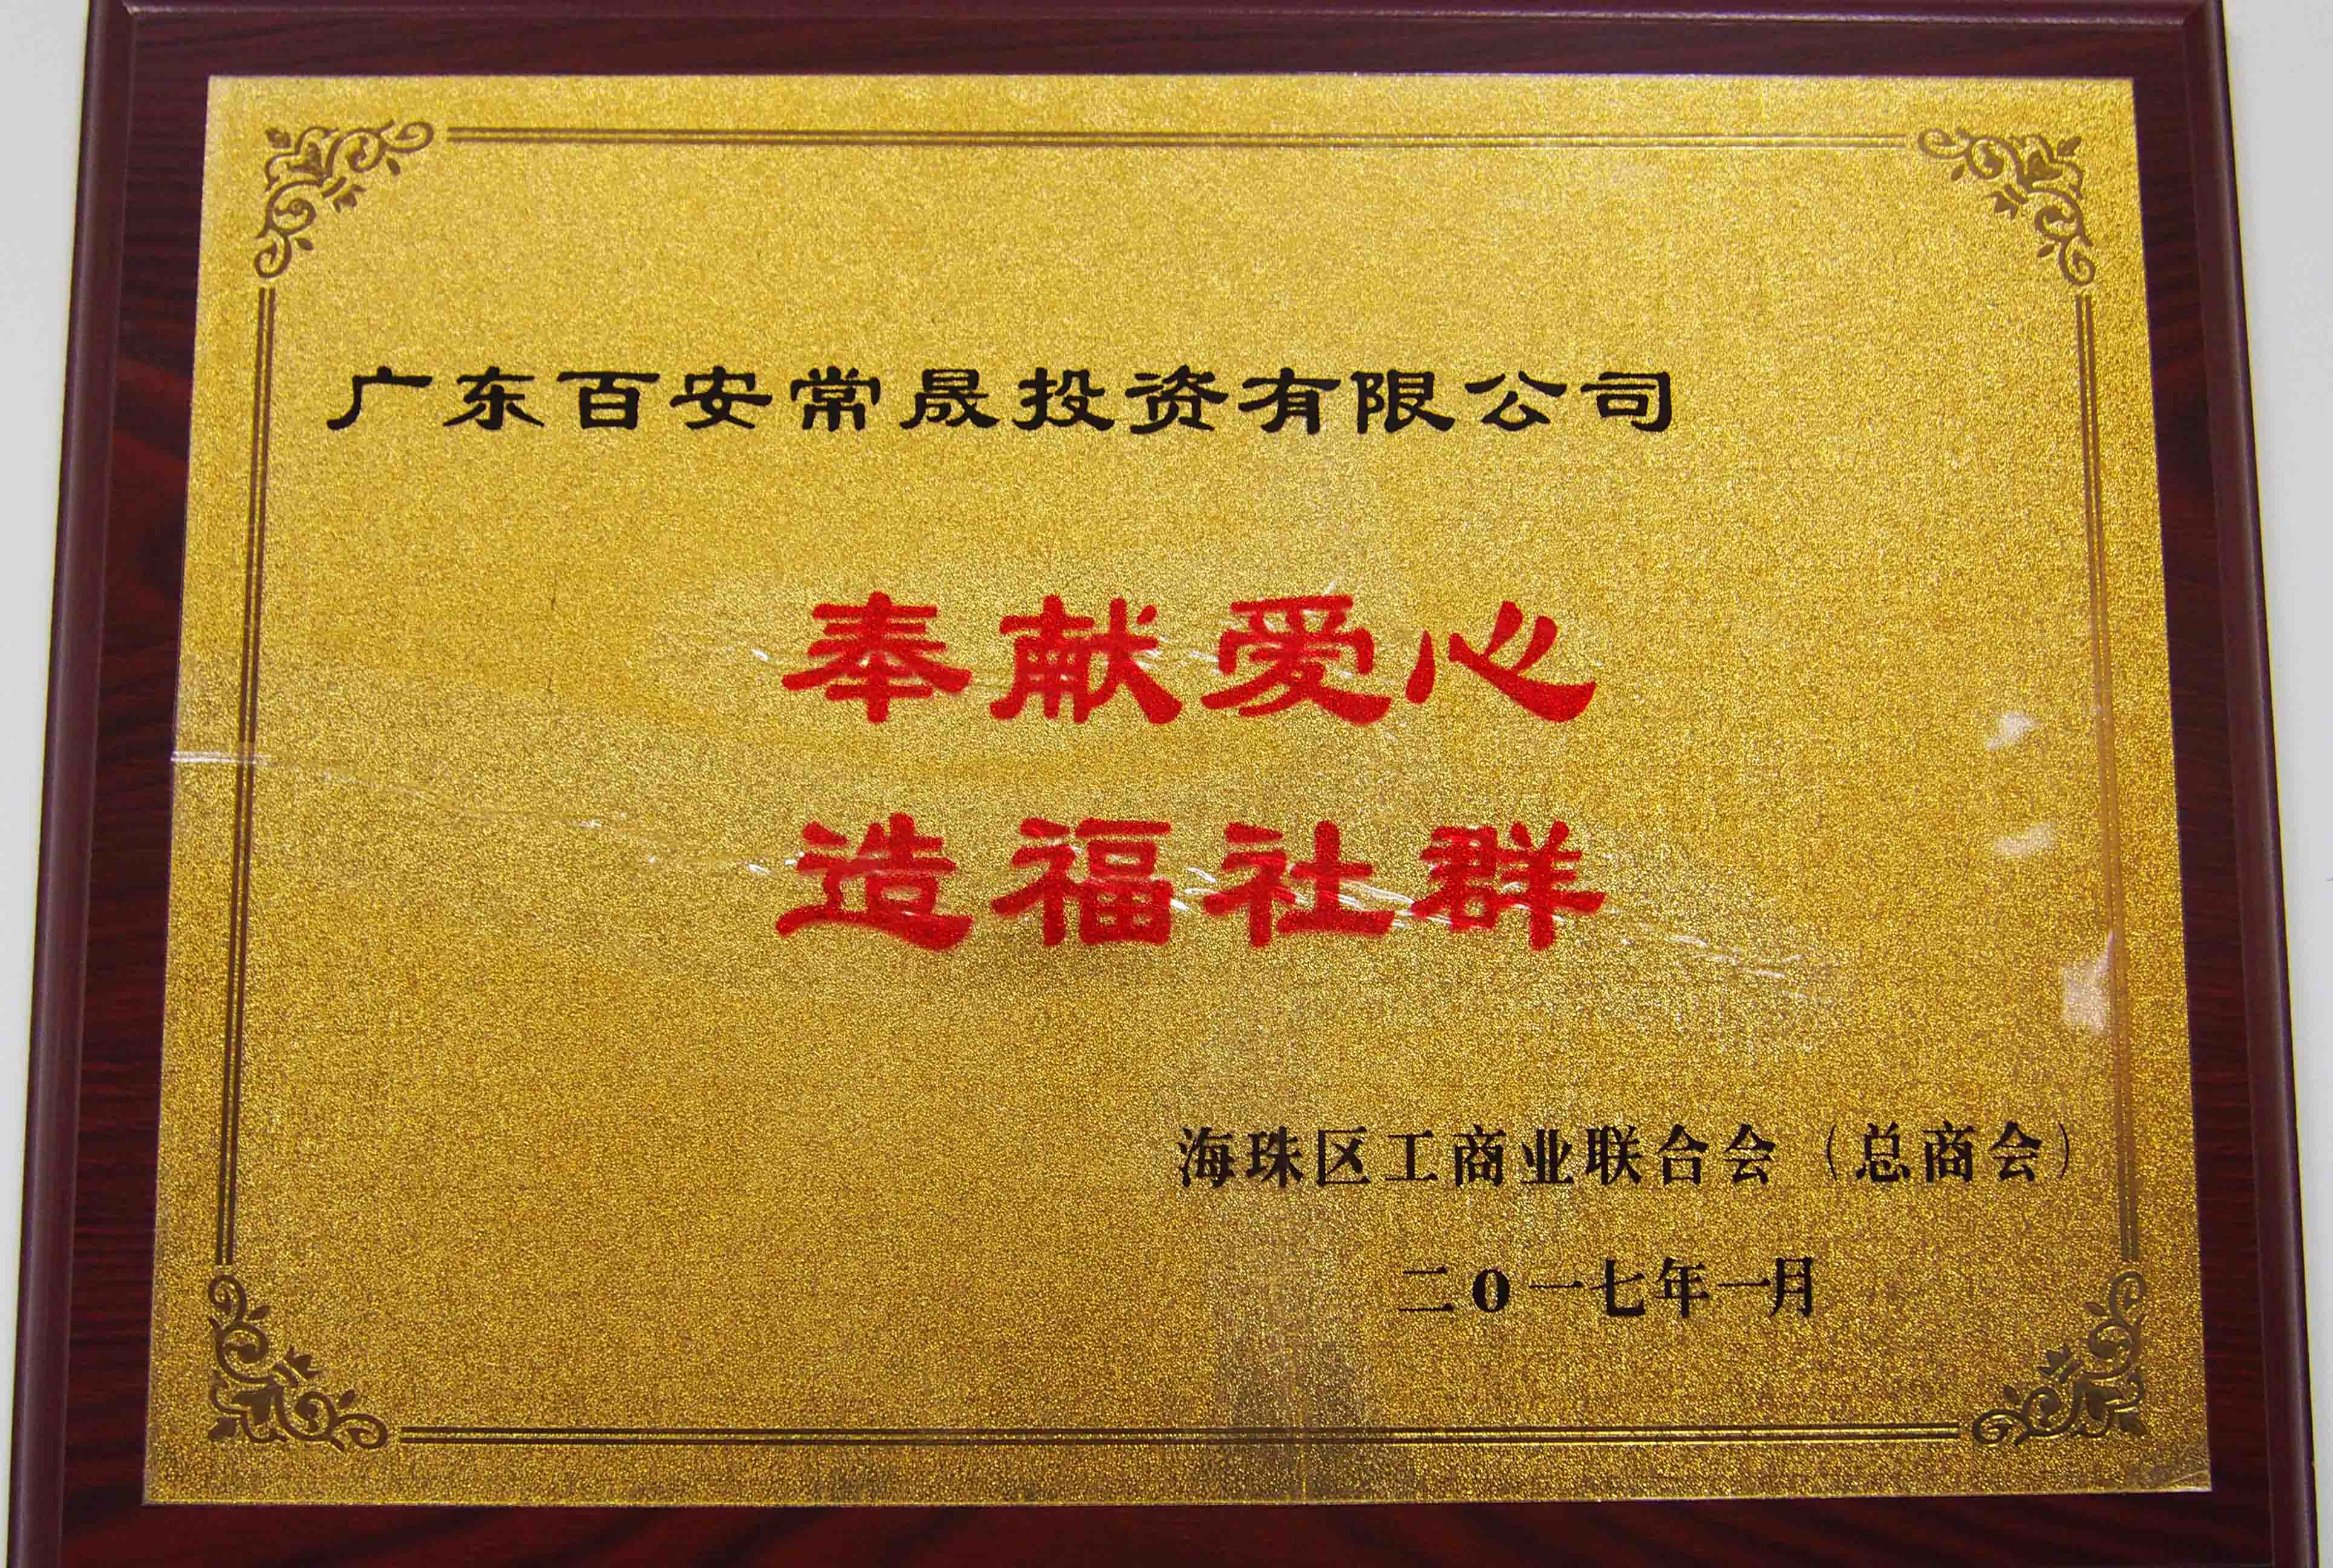 广东百安常晟投资有限公司
奉献爱心
造福社群
海珠区工商业联合会（总商会）
二O一七年一月